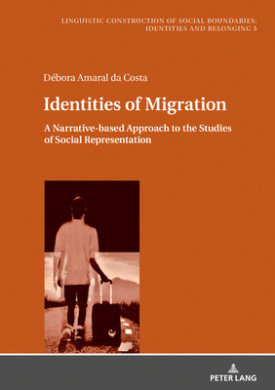 LINGUISTIC CONSTRUCTION OF SOCIAL BOUNDARIES:
IDENTITIES AND BELONGING 5
Débora Amaral da Costa
Identities of Migration
A Narrative-based Approach to the Studies
of Social Representation
PETER LANG